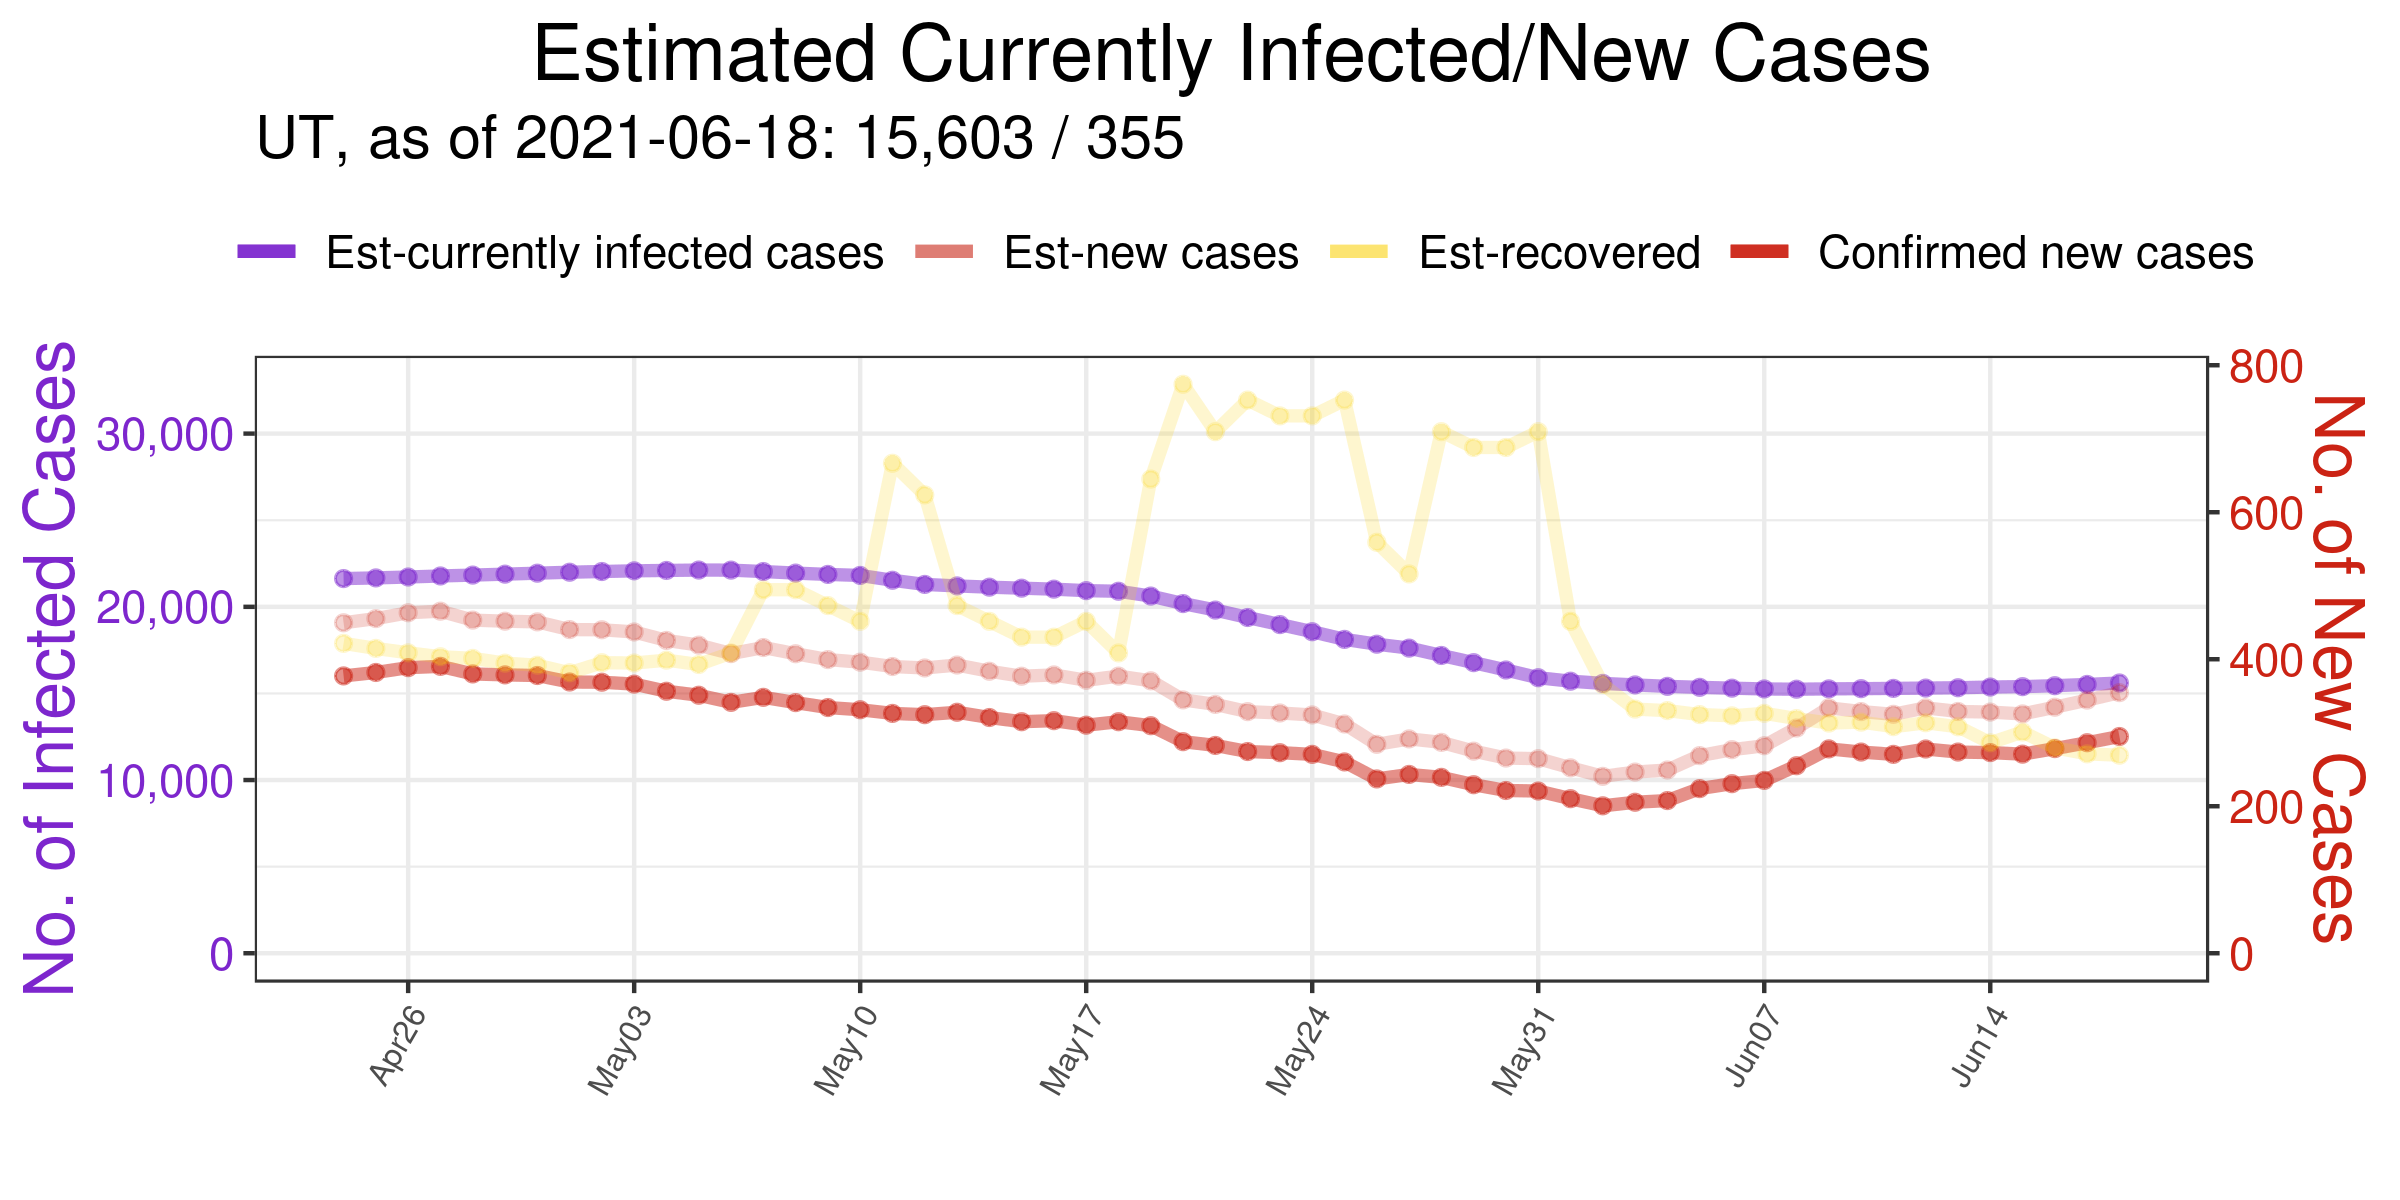 Estimated Currently Infected/New Cases
UT, as of 2021-06-18: 15,603 / 355
Est-currently infected cases Est-new cases Est-recovered Confirmed new cases
No. of Infected Cases
30,000
20,000
10,000
0
800
600
400
200
0
No. of New Cases
Apr26 May03 May10 May17 May24 May31 Jun07 Jun14